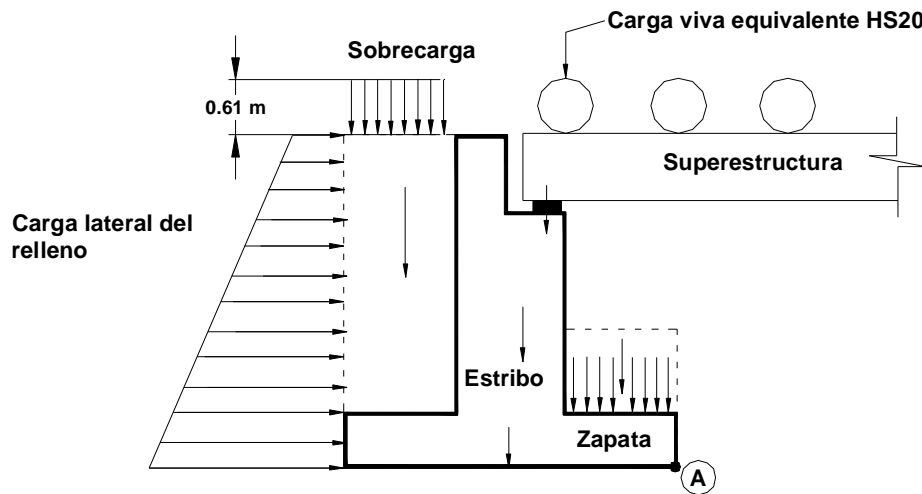 Carga viva equivalente HS20
Sobrecarga
0.61 m
Superestructura
Carga lateral del
relleno
Estribo
Zapata
A